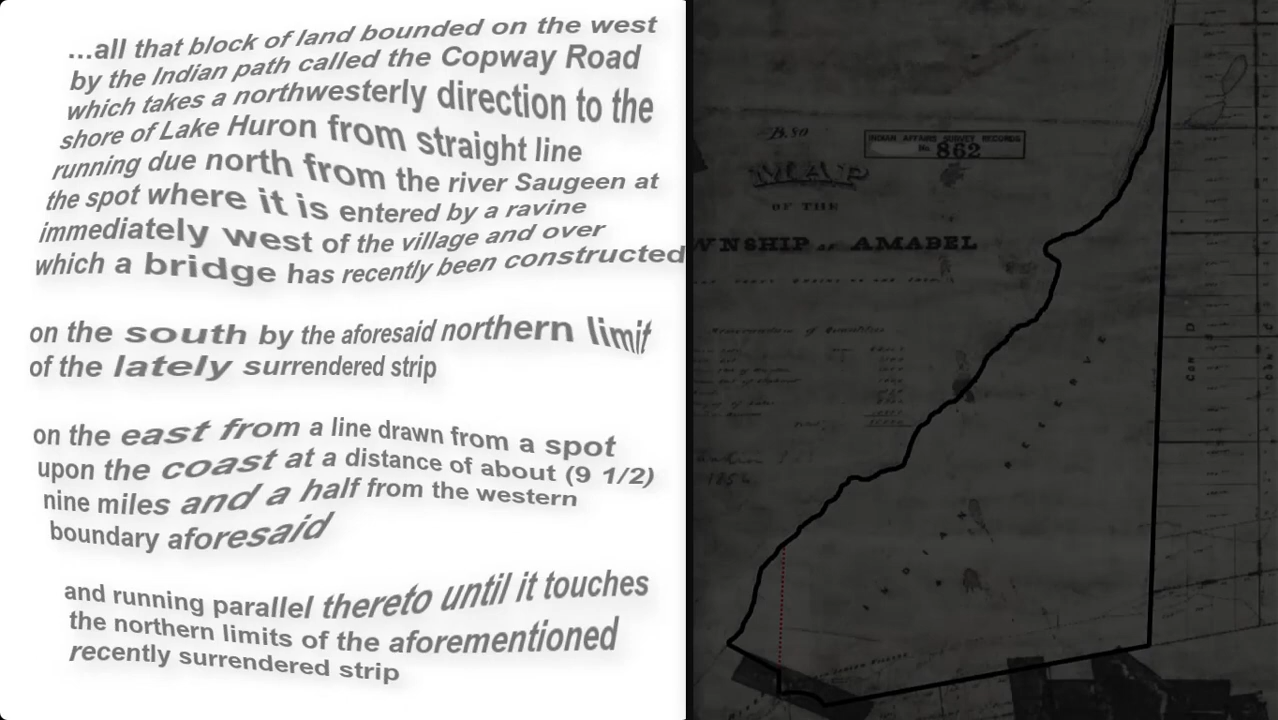 ...all that block of land bounded on the west
by the Indian path called the Copway Road
which takes a northwesterly direction to the
shore of Lake Huron from straight line
running due north from the river Saugeen at
the spot where it is entered by a ravine
immediately west of the village and over
which a bridge has recently been constructed
on the south by the aforesaid northern limit
of the lately surrendered strip
on the east from a line drawn from a spot
upon the coast at a distance of about (9 1/2)
nine miles and a half from the western
boundary aforesaid
and running parallel thereto until it touches
the northern limits of the aforementioned
recently surrendered strip
INDIAN AFFAIRS SURVEY RECORDS
No. 862
MAP
OF THE
WNSHIP of AMABEL
Con D